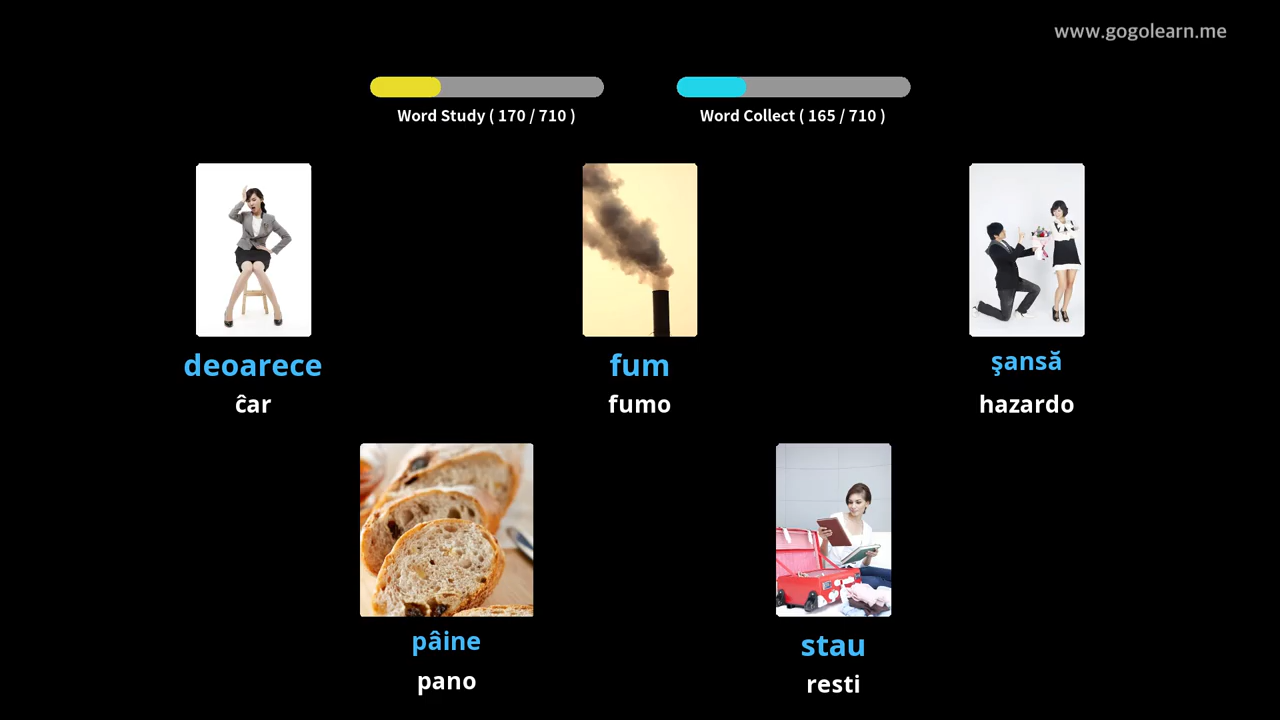 www.gogolearn.me
Word Study ( 170 / 710 )
Word Collect ( 165 / 710 )
deoarece
ĉar
fum
fumo
şansă
hazardo
pâine
pano
stau
resti